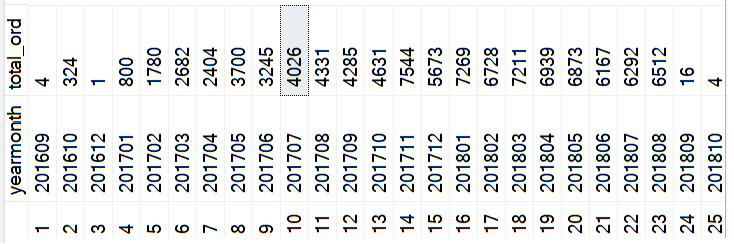 yearmonth total_ord
1 201609 4
2 201610 324
3 201612 1
4 201701 800
5 201702 1780
6 201703 2682
7 201704 2404
8 201705 3700
9 201706 3245
10 201707 4026
11 201708 4331
12 201709 4285
13 201710 4631
14 201711 7544
15 201712 5673
16 201801 7269
17 201802 6728
18 201803 7211
19 201804 6939
20 201805 6873
21 201806 6167
22 201807 6292
23 201808 6512
24 201809 16
25 201810 4